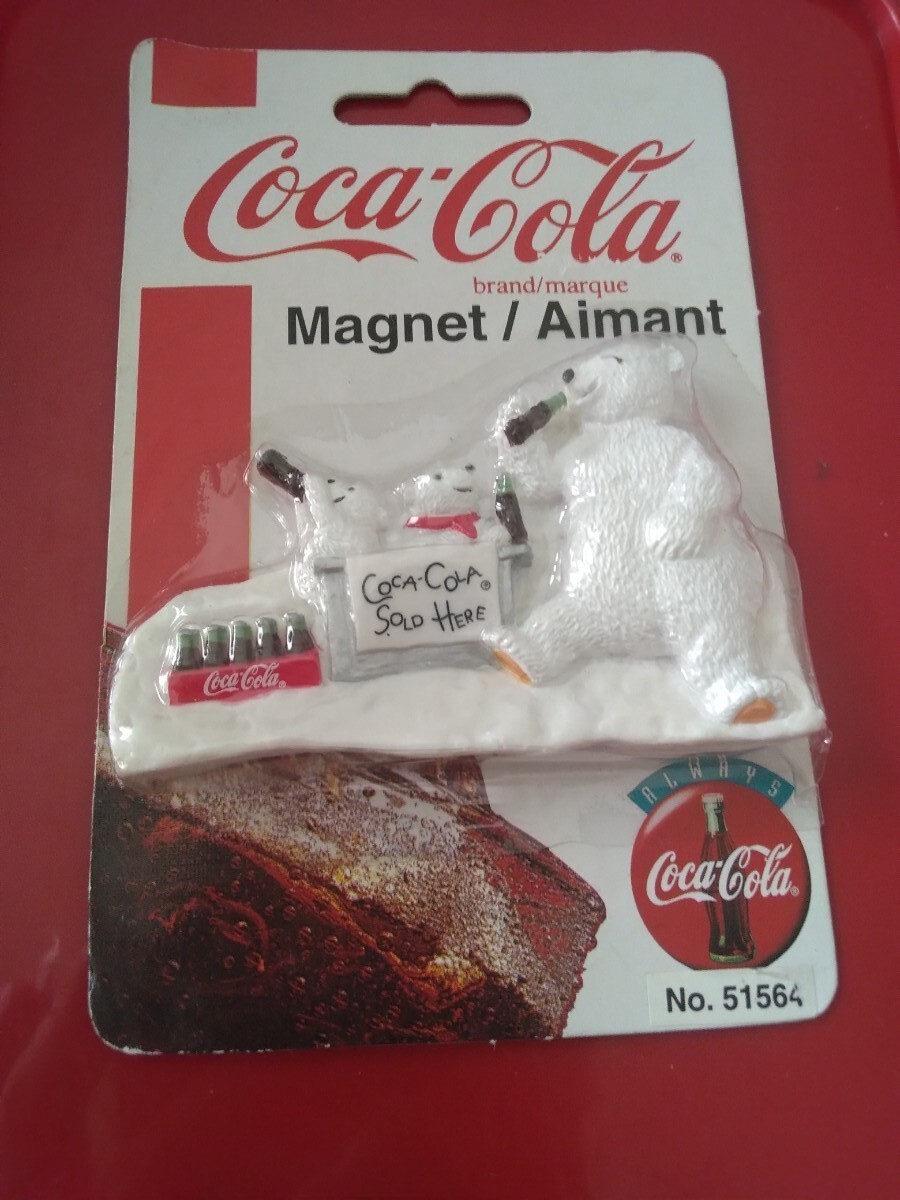 Coca-Cola®
brand/marque
Magnet / Aimant
COCA-COLA®
SOLD HERE
Coca-Cola®
ALWAYS
Coca-Cola®
No. 51564